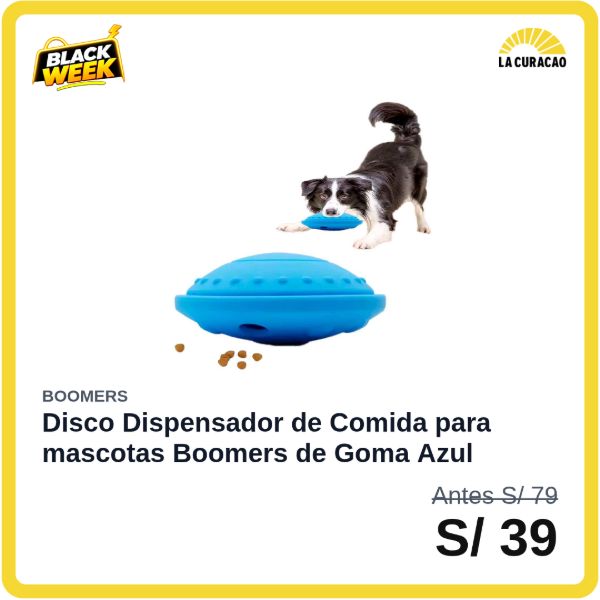 BLACK
WEEK
LA CURACAO
BOOMERS
Disco Dispensador de Comida para
mascotas Boomers de Goma Azul
Antes S/ 79
S/ 39